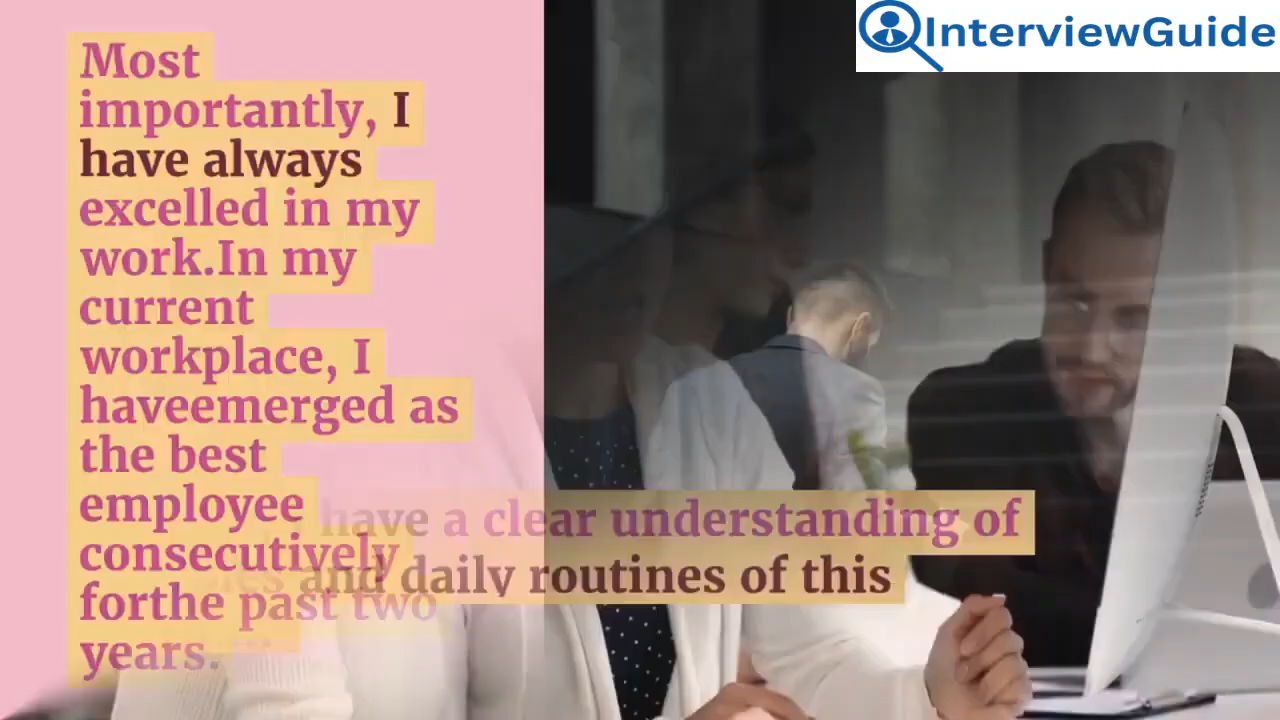 InterviewGuide
Most
importantly, I
have always
excelled in my
work.In my
current
workplace, I
haveemerged as
the best
employee
consecutively
forthe past two
years.
have a clear understanding of
and daily routines of this